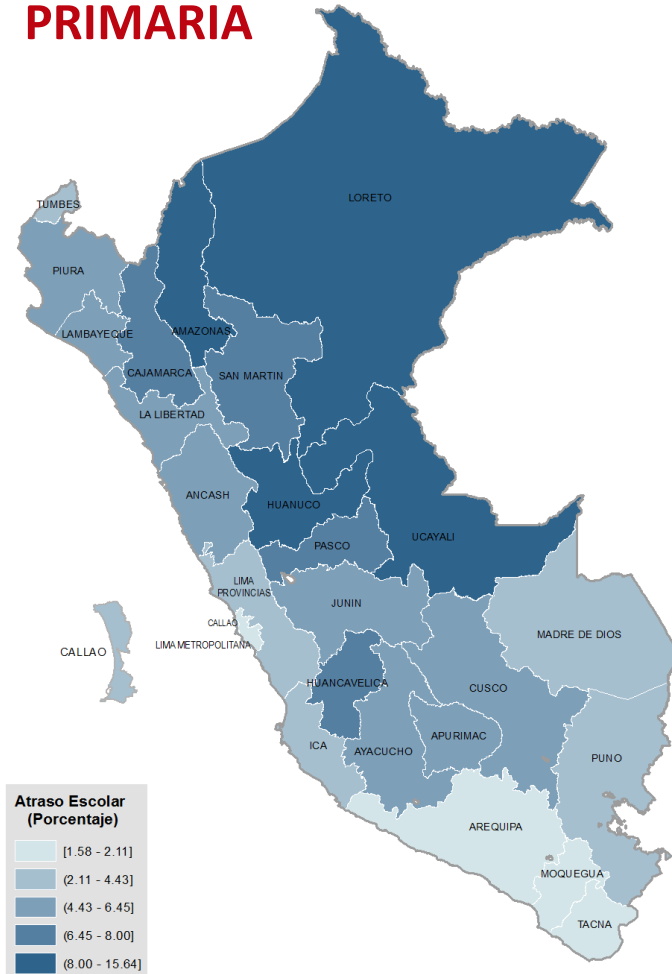 PRIMARIA
LORETO
TUMBES
PIURA
LAMBAYEQUE
AMAZONAS
CAJAMARCA
SAN MARTIN
LA LIBERTAD
ANCASH
HUANUCO
UCAYALI
PASCO
LIMA
PROVINCIAS
JUNIN
CALLAO
MADRE DE DIOS
LIMA METROPOLITANA
CALLAO
HUANCAVELICA
CUSCO
APURIMAC
ICA
AYACUCHO
PUNO
AREQUIPA
MOQUEGUA
TACNA
Atraso Escolar
(Porcentaje)
[1.58 - 2.11]
(2.11 - 4.43]
(4.43 - 6.45]
(6.45 - 8.00]
(8.00 - 15.64]